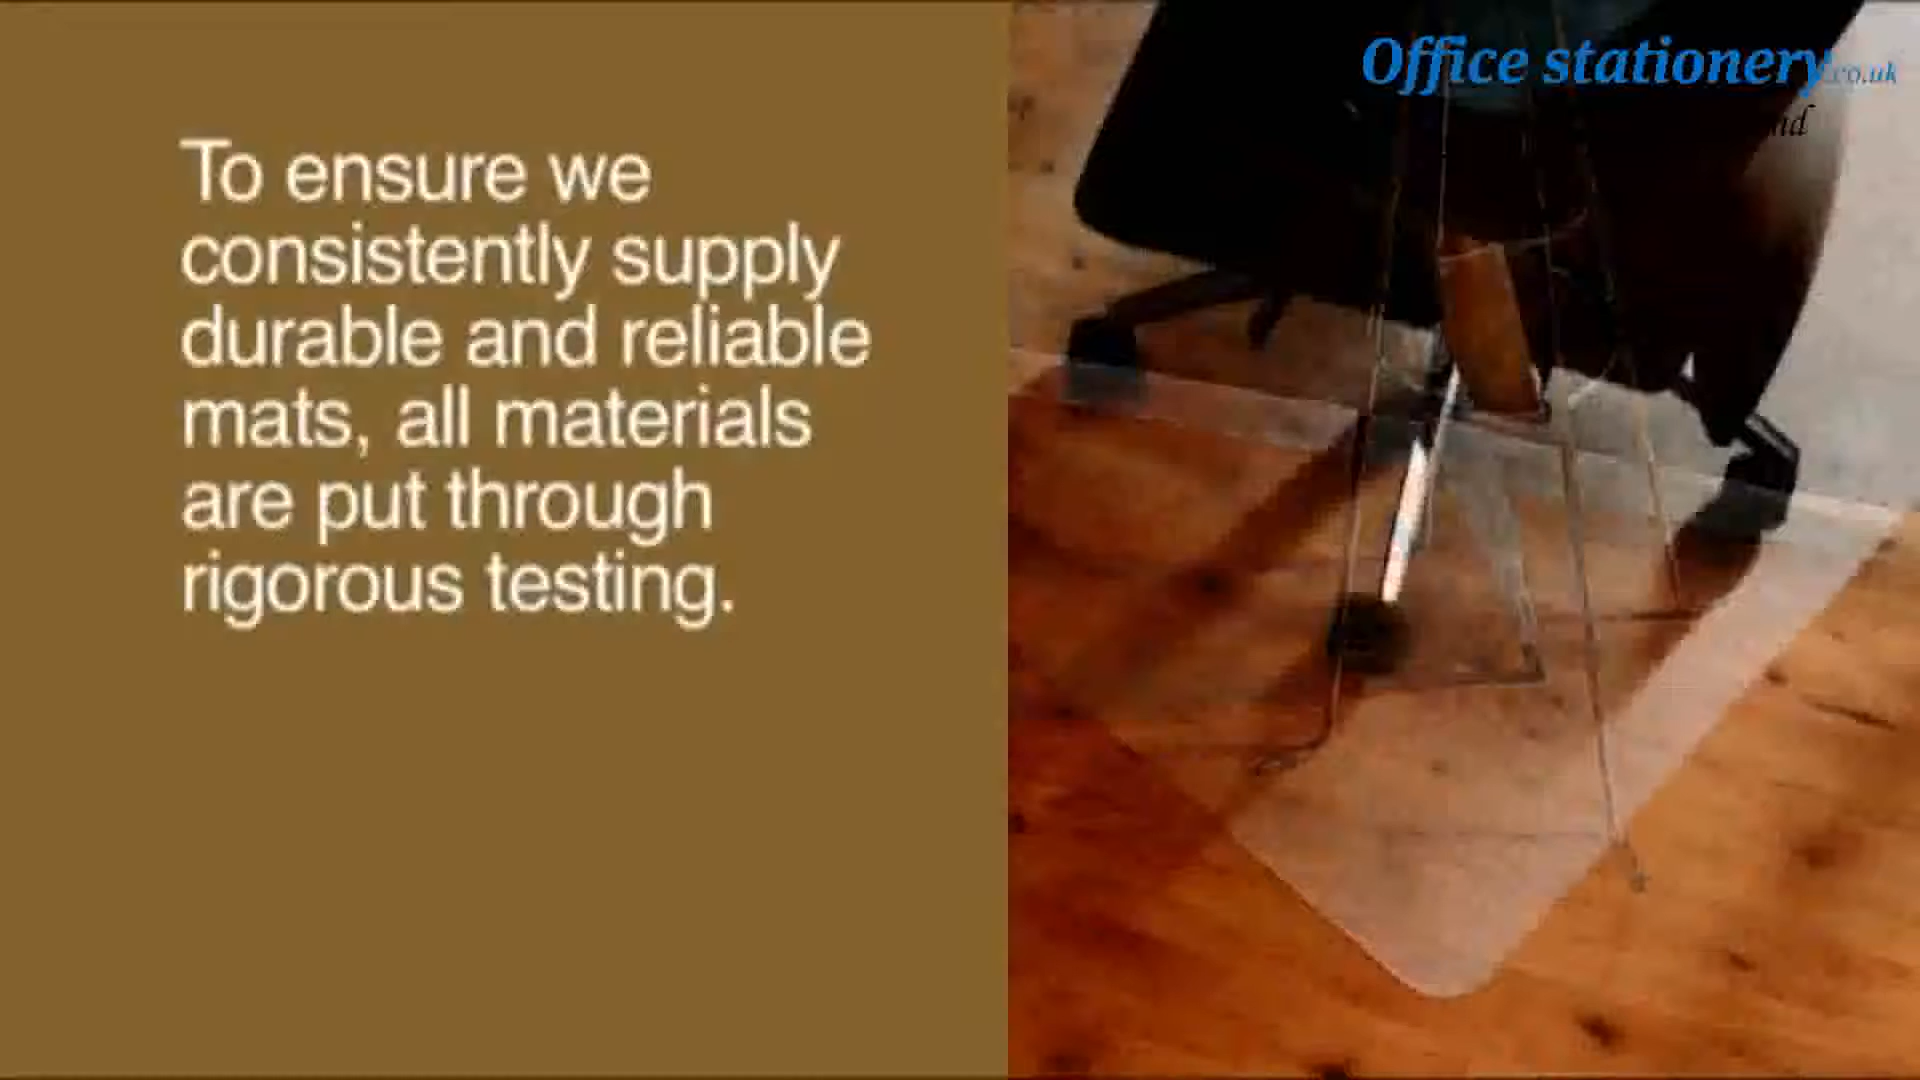 To ensure we
consistently supply
durable and reliable
mats, all materials
are put through
rigorous testing.
Office stationery.co.uk